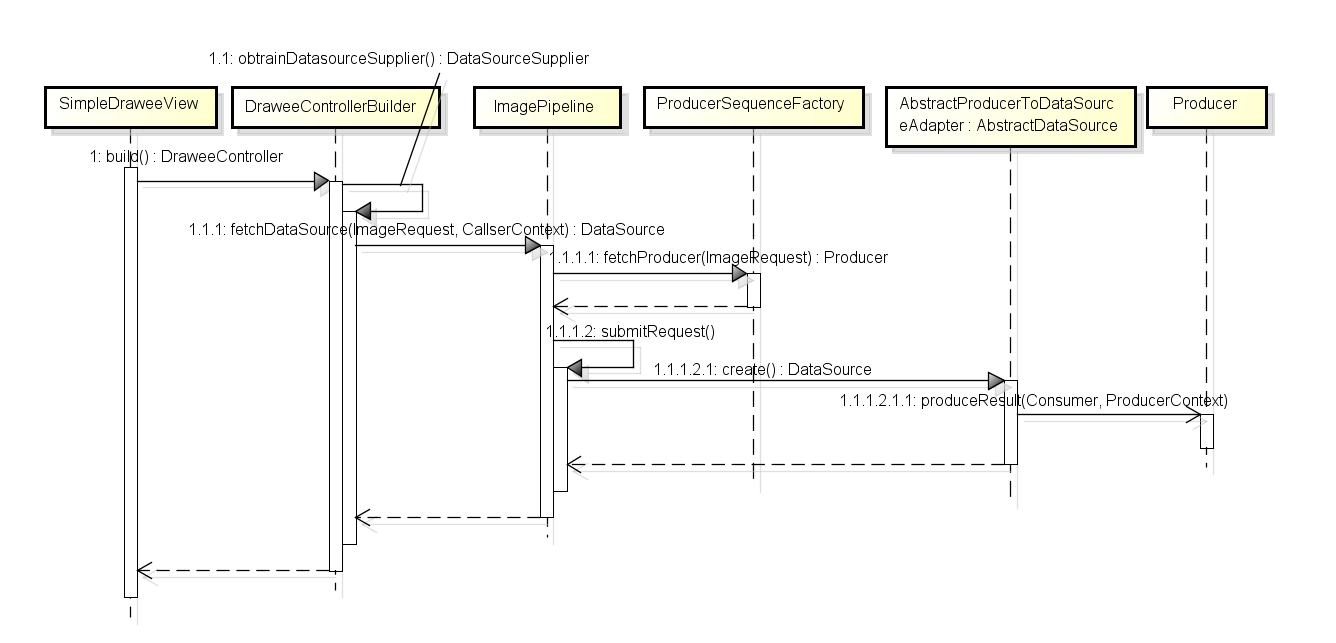 1.1: obtrainDatasourceSupplier() : DataSourceSupplier
SimpleDraweeView
DraweeControllerBuilder
ImagePipeline
ProducerSequenceFactory
AbstractProducerToDataSourc
eAdapter : AbstractDataSource
Producer
1: build() : DraweeController
1.1.1: fetchDataSource(ImageRequest, CallserContext) : DataSource
1.1.1.1: fetchProducer(ImageRequest) : Producer
1.1.1.2: submitRequest()
1.1.1.2.1: create() : DataSource
1.1.1.2.1.1: produceResult(Consumer, ProducerContext)